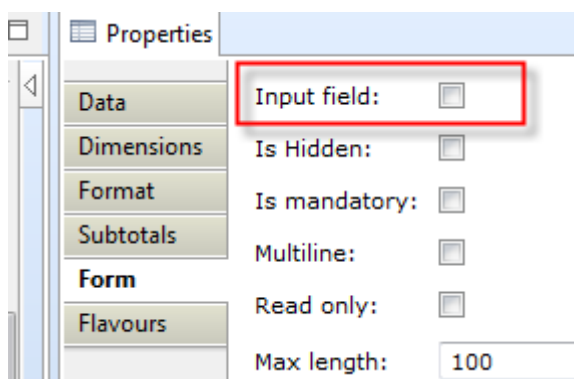 Properties
Data
Dimensions
Format
Subtotals
Form
Flavours
Input field:
Is Hidden:
Is mandatory:
Multiline:
Read only:
Max length: 100